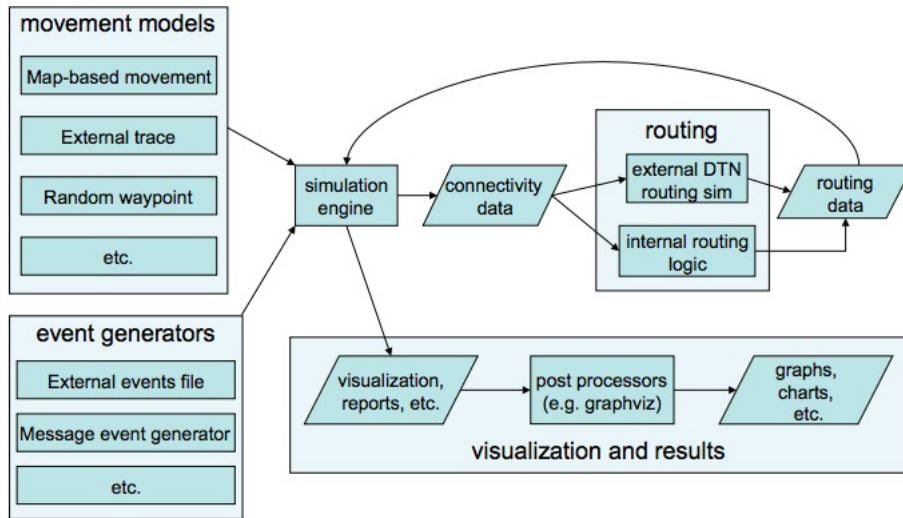 movement models
Map-based movement
External trace
Random waypoint
etc.
event generators
External events file
Message event generator
etc.
simulation
engine
connectivity
data
routing
external DTN
routing sim
internal routing
logic
routing
data
visualization,
reports, etc.
post processors
(e.g. graphviz)
graphs,
charts,
etc.
visualization and results